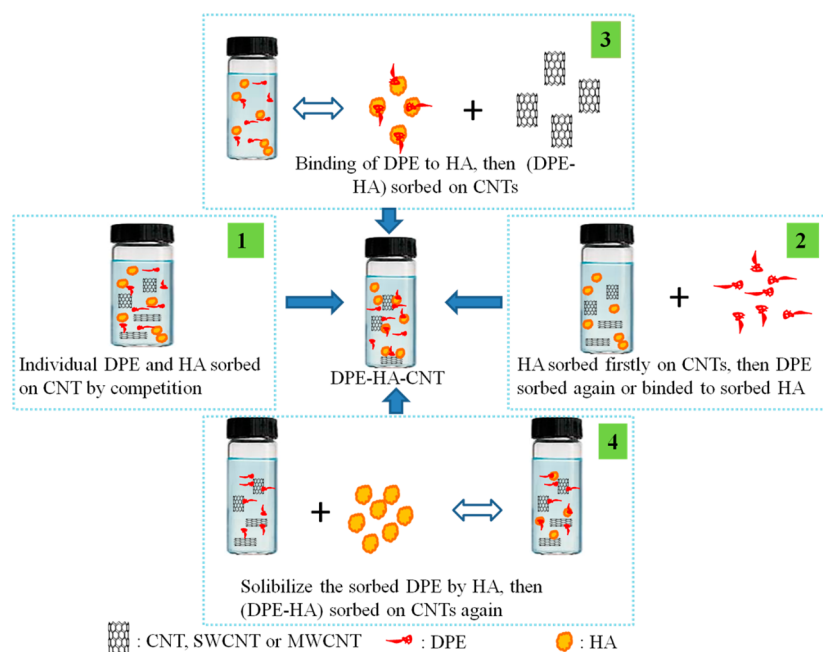 3
Binding of DPE to HA, then (DPE-
HA) sorbed on CNTs
1
Individual DPE and HA sorbed
on CNT by competition
DPE-HA-CNT
2
HA sorbed firstly on CNTs, then DPE
sorbed again or binded to sorbed HA
4
Solibilize the sorbed DPE by HA, then
(DPE-HA) sorbed on CNTs again
: CNT, SWCNT or MWCNT : DPE : HA